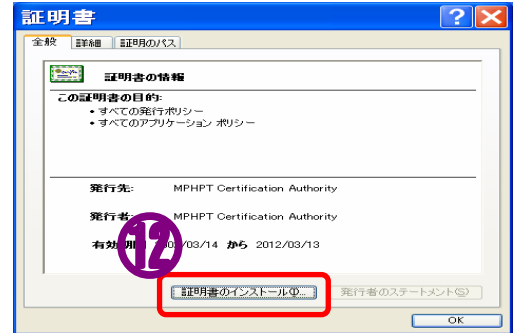 証明書
全般 詳細 証明のパス
証明書の情報
この証明書の目的:
• すべての発行ポリシー
• すべてのアプリケーション ポリシー
発行先: MPHPT Certification Authority
発行者: MPHPT Certification Authority
有効期間 /03/14 から 2012/03/13
⑫
証明書のインストール(I)...
発行者のステートメント(S)
OK